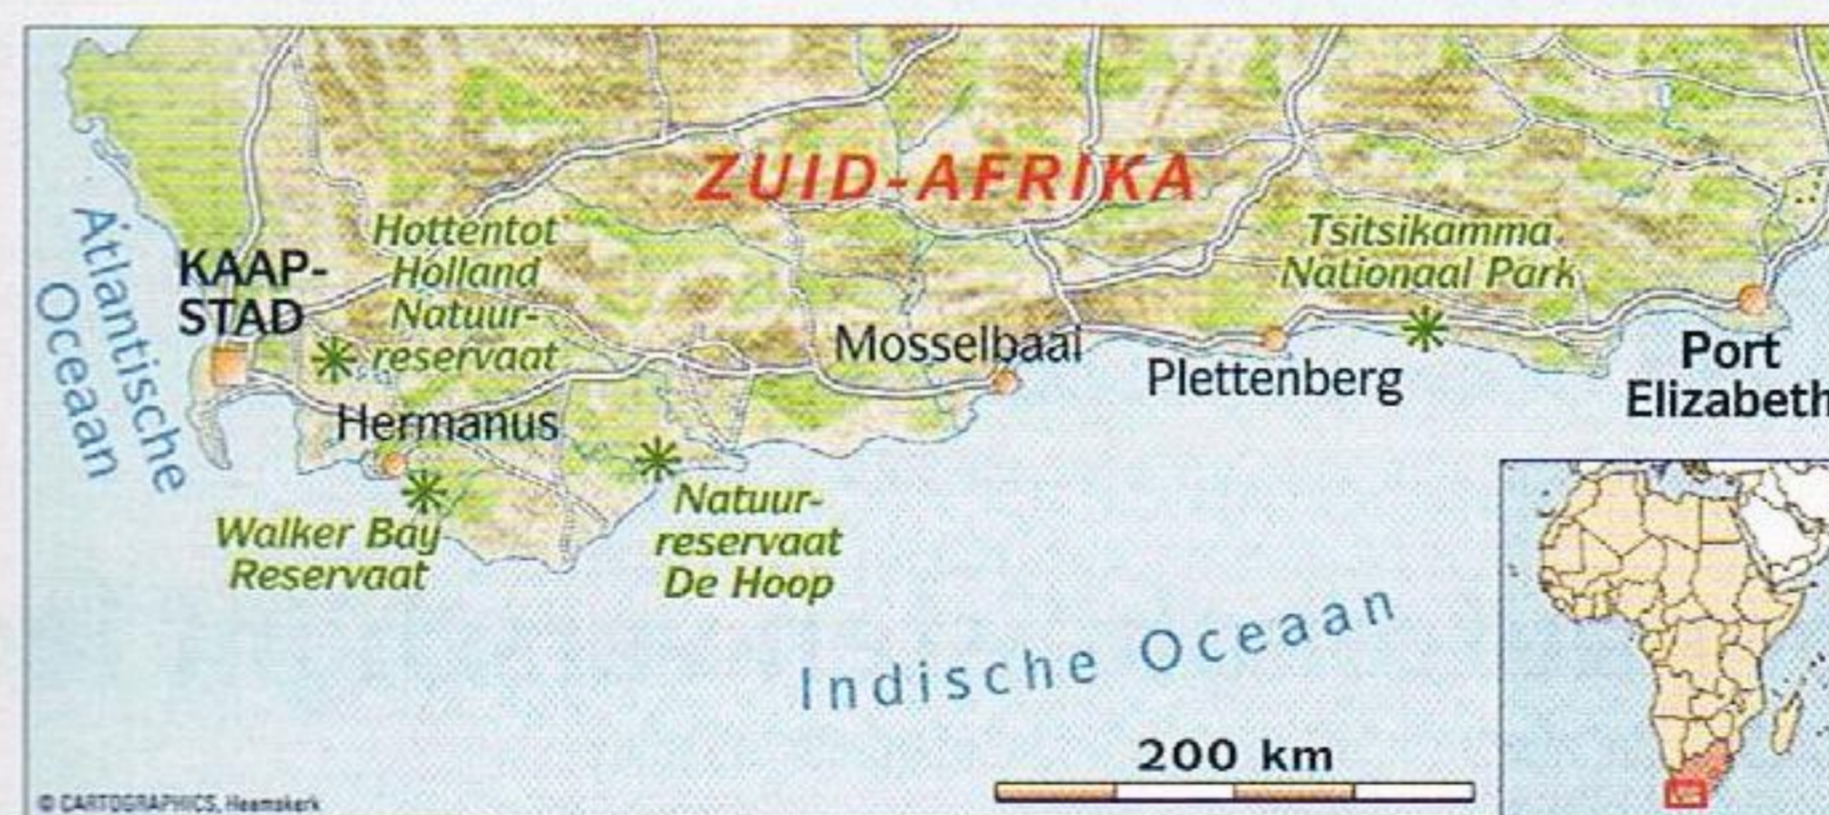 ZUID-AFRIKA
Atlantische
Oceaan
KAAP-
STAD
Hottentot
Holland
Natuur-
reservaat
Tsitsikamma
Nationaal Park
Mosselbaai
Plettenberg
Port
Elizabeth
Hermanus
Walker Bay
Reservaat
Natuur-
reservaat
De Hoop
Indische Oceaan
200 km
© CARTOGRAPHICS, Heemskerk